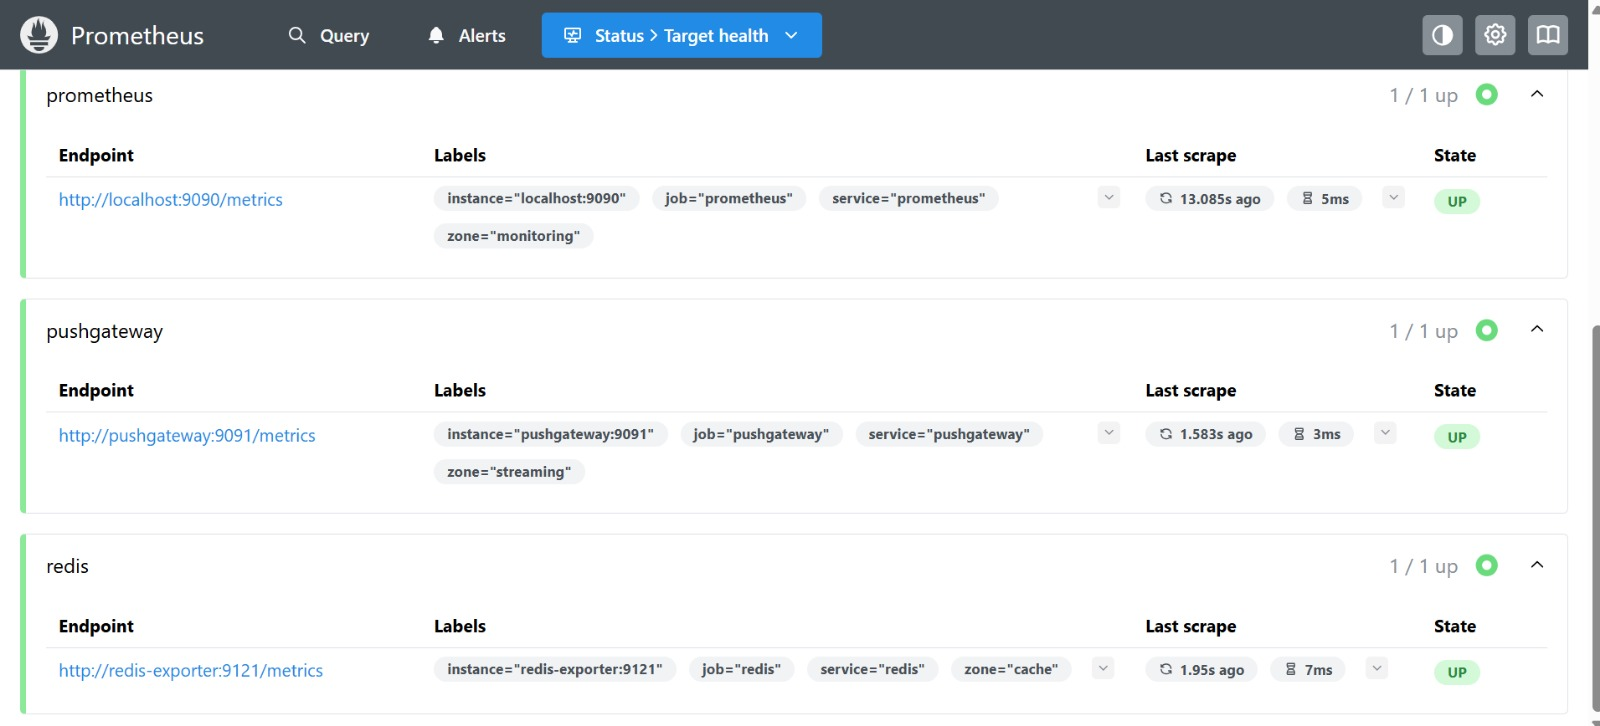 Prometheus Query Alerts Status > Target health
prometheus 1 / 1 up
Endpoint Labels Last scrape State
http://localhost:9090/metrics instance="localhost:9090" job="prometheus" service="prometheus" 13.085s ago 5ms UP
zone="monitoring"
pushgateway 1 / 1 up
Endpoint Labels Last scrape State
http://pushgateway:9091/metrics instance="pushgateway:9091" job="pushgateway" service="pushgateway" 1.583s ago 3ms UP
zone="streaming"
redis 1 / 1 up
Endpoint Labels Last scrape State
http://redis-exporter:9121/metrics instance="redis-exporter:9121" job="redis" service="redis" zone="cache" 1.95s ago 7ms UP